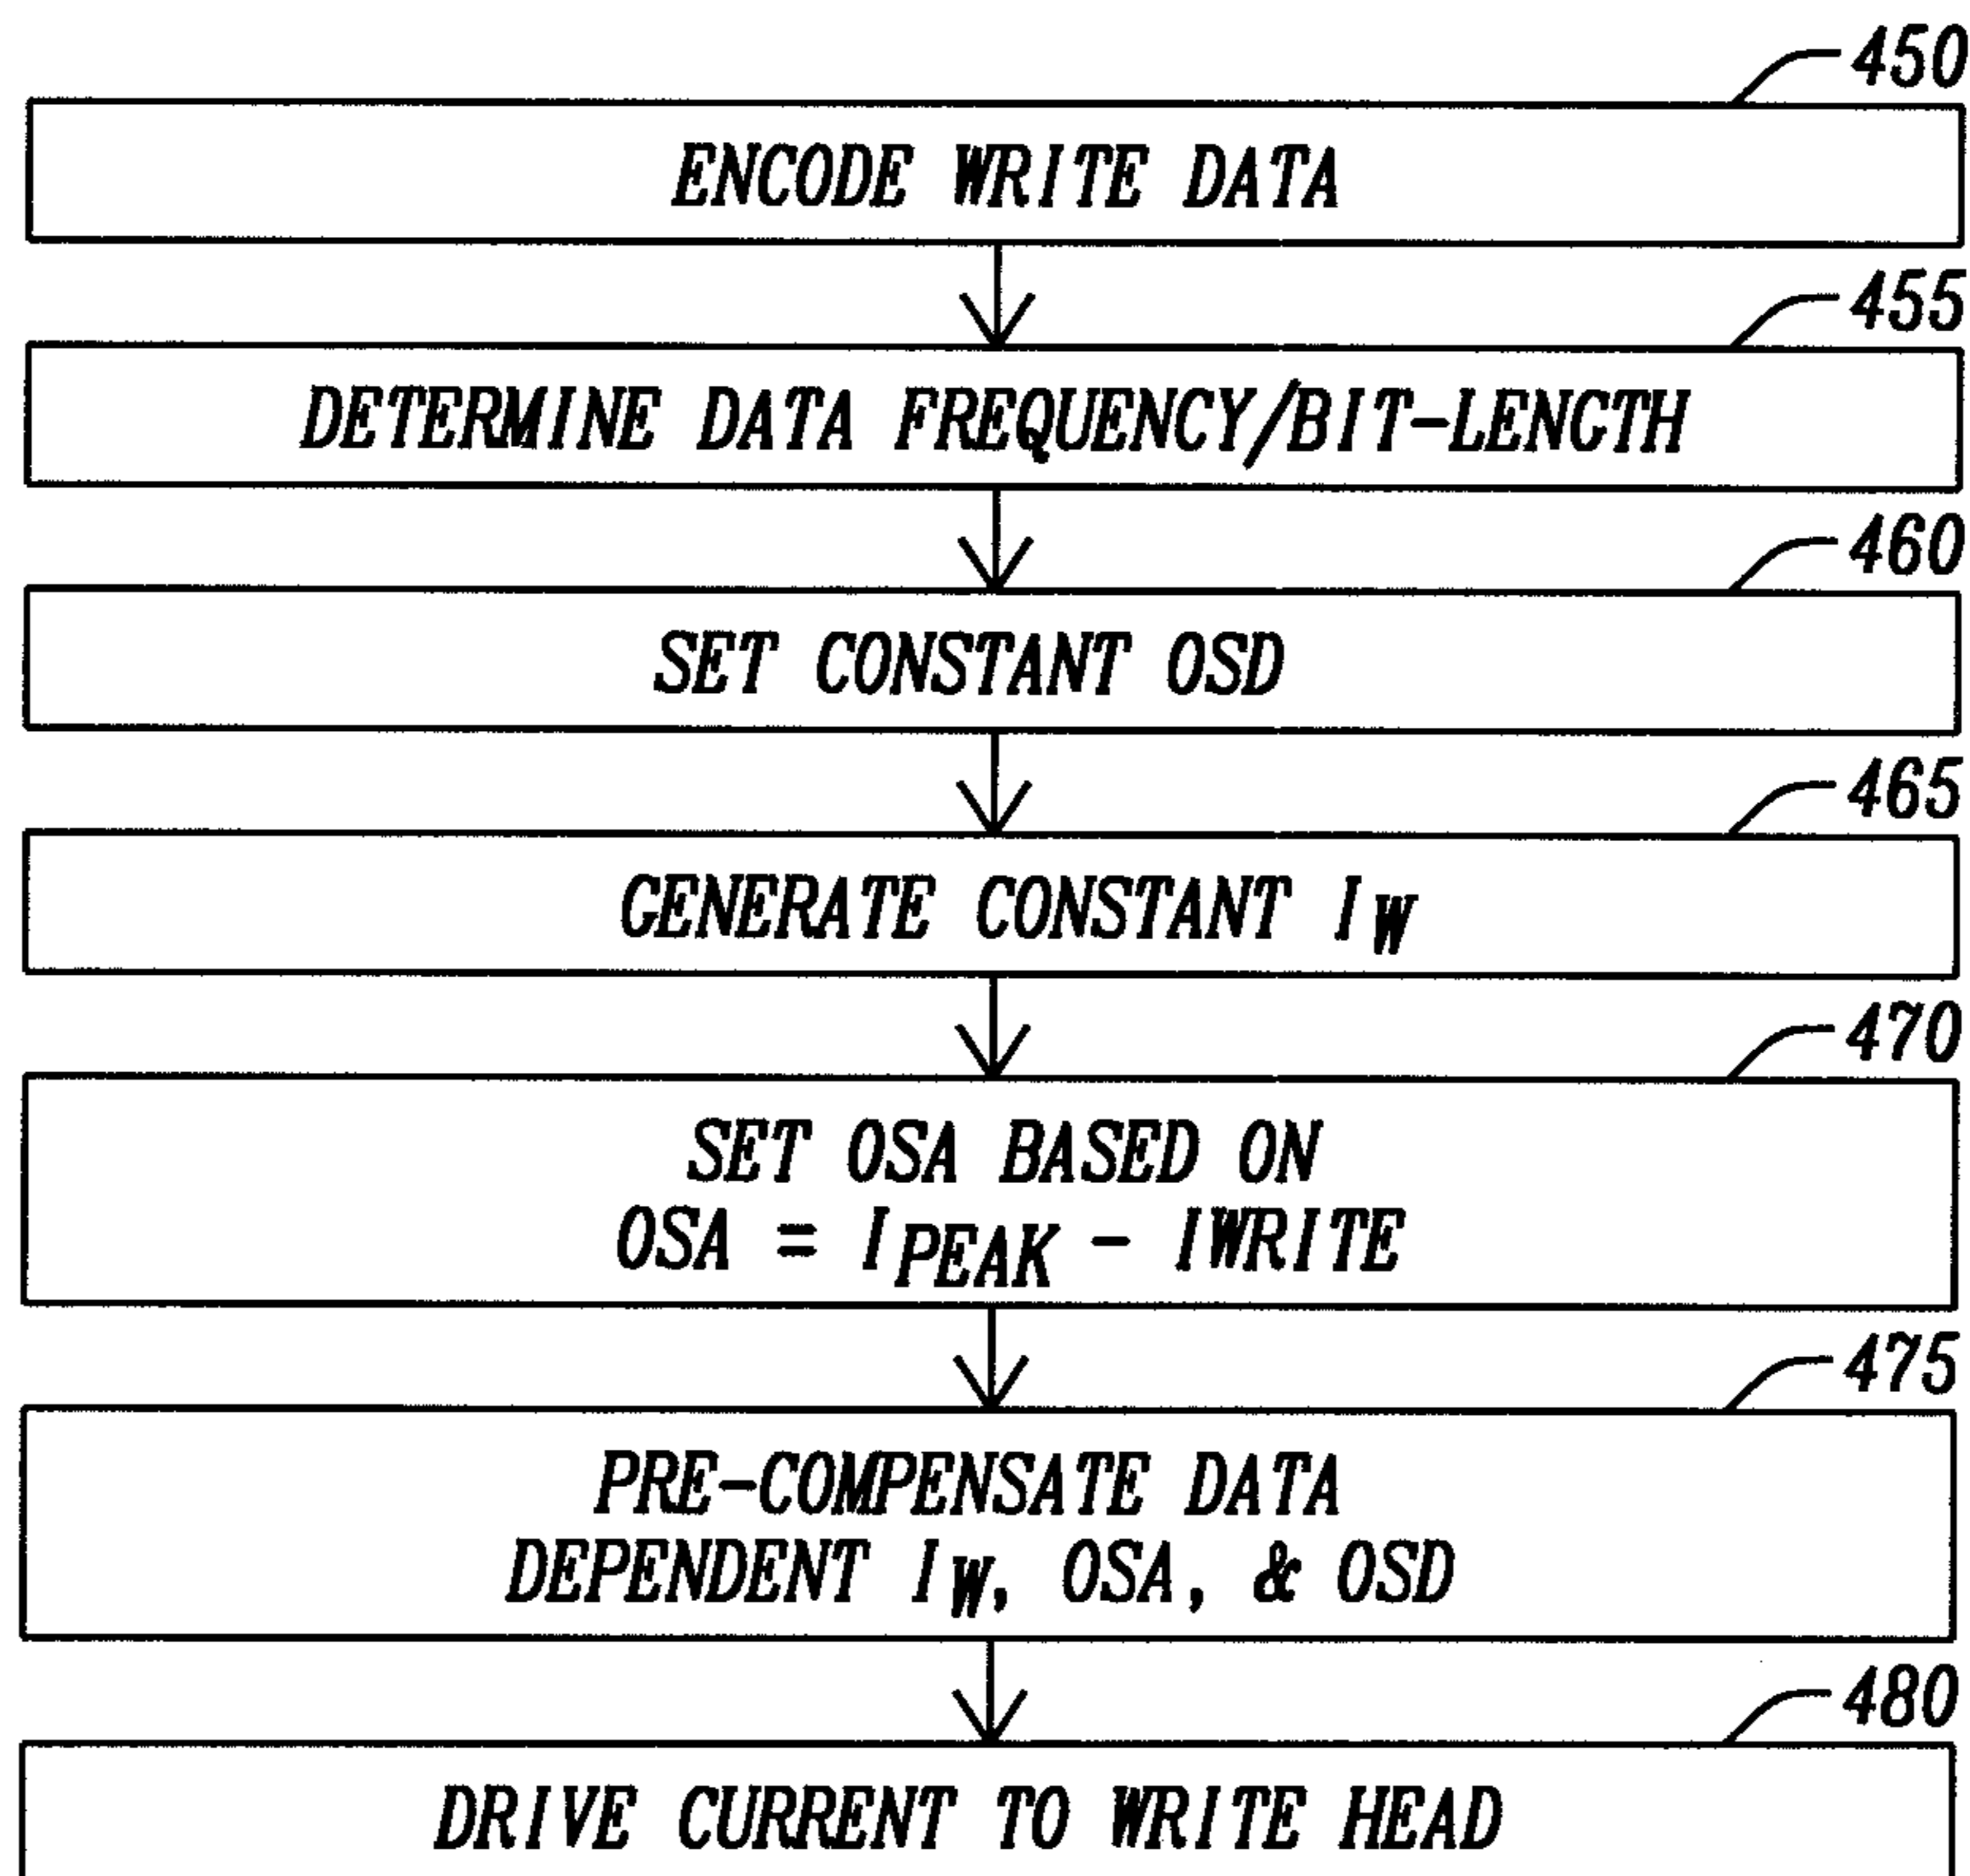 450
ENCODE WRITE DATA
455
DETERMINE DATA FREQUENCY/BIT-LENGTH
460
SET CONSTANT OSD
465
GENERATE CONSTANT IW
470
SET OSA BASED ON
OSA = IPEAK - IWRITE
475
PRE-COMPENSATE DATA
DEPENDENT IW, OSA, & OSD
480
DRIVE CURRENT TO WRITE HEAD